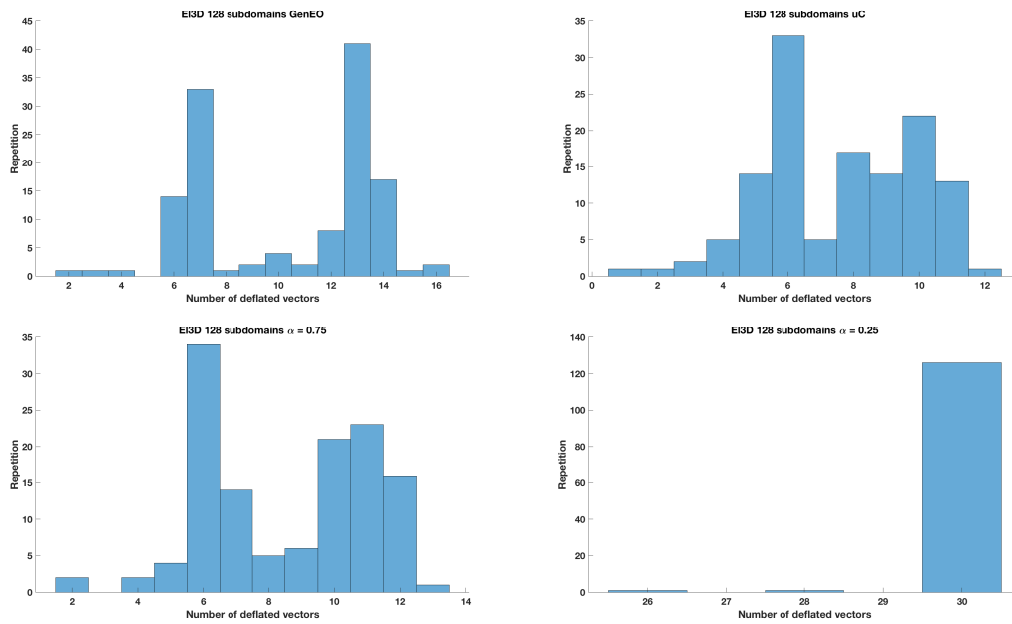 El3D 128 subdomains GenEO
45
40
35
30
25
20
15
10
5
0
Repetition
2 4 6 8 10 12 14 16
Number of deflated vectors
El3D 128 subdomains uC
35
30
25
20
15
10
5
0
Repetition
0 2 4 6 8 10 12
Number of deflated vectors
El3D 128 subdomains α = 0.75
35
30
25
20
15
10
5
0
Repetition
2 4 6 8 10 12 14
Number of deflated vectors
El3D 128 subdomains α = 0.25
140
120
100
80
60
40
20
0
Repetition
26 27 28 29 30
Number of deflated vectors